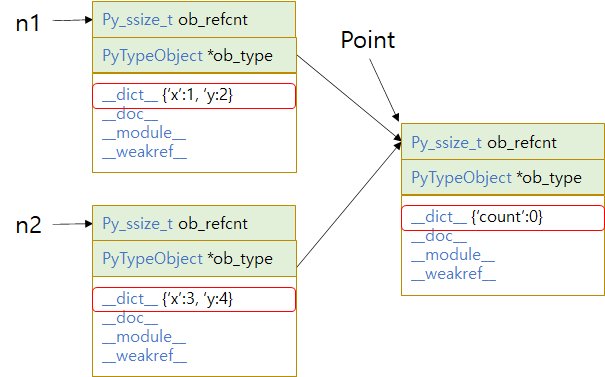 n1
Py_ssize_t ob_refcnt
PyTypeObject *ob_type
__dict__ {'x':1, 'y:2}
__doc__
__module__
__weakref__
Point
Py_ssize_t ob_refcnt
PyTypeObject *ob_type
__dict__ {'count':0}
__doc__
__module__
__weakref__
n2
Py_ssize_t ob_refcnt
PyTypeObject *ob_type
__dict__ {'x':3, 'y:4}
__doc__
__module__
__weakref__